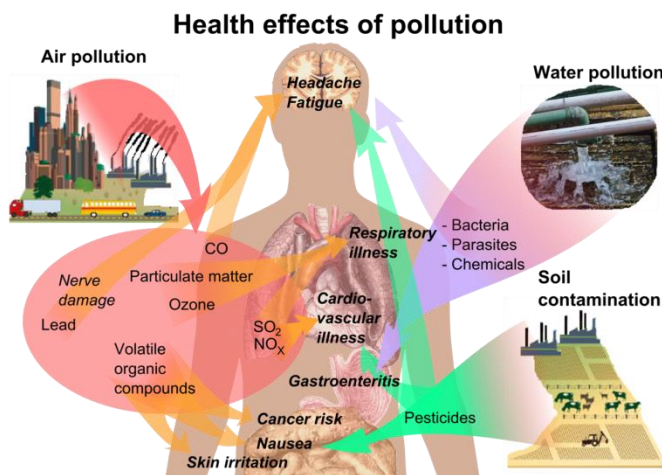 Health effects of pollution
Air pollution
Water pollution
Headache
Fatigue
- Bacteria
- Parasites
- Chemicals
CO
Respiratory
illness
Nerve
damage
Particulate matter
Ozone
Lead
SO₂
NOₓ
Cardio-
vascular
illness
Soil
contamination
Volatile
organic
compounds
Gastroenteritis
Pesticides
Cancer risk
Nausea
Skin irritation